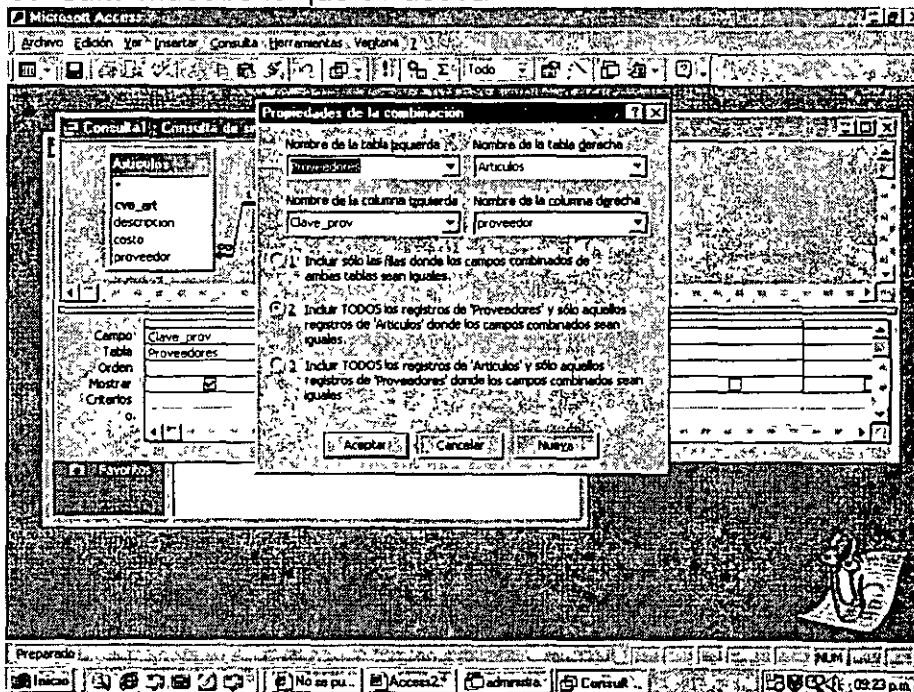 Microsoft Access
Archivo Edición Ver Insertar Consulta Herramientas Ventana ?
Todo
Consulta1 : Consulta de
Articulos
*
cve_art
descripcion
costo
proveedor
Propiedades de la combinación
Nombre de la tabla izquierda
Nombre de la tabla derecha
Proveedores
Articulos
Nombre de la columna izquierda
Nombre de la columna derecha
Clave_prov
proveedor
1 Incluir sólo las filas donde los campos combinados de
ambas tablas sean iguales.
2 Incluir TODOS los registros de 'Proveedores' y sólo aquellos
registros de 'Articulos' donde los campos combinados sean
iguales
3 Incluir TODOS los registros de 'Articulos' y sólo aquellos
registros de 'Proveedores' donde los campos combinados sean
iguales
Aceptar
Cancelar
Nueva
Campo
Clave_prov
Tabla
Proveedores
Orden
Mostrar
Criterios
o
Favoritos
Preparado
NUM
Inicio
No se pu...
Access2
administra.
Consult
09:23 p.m.